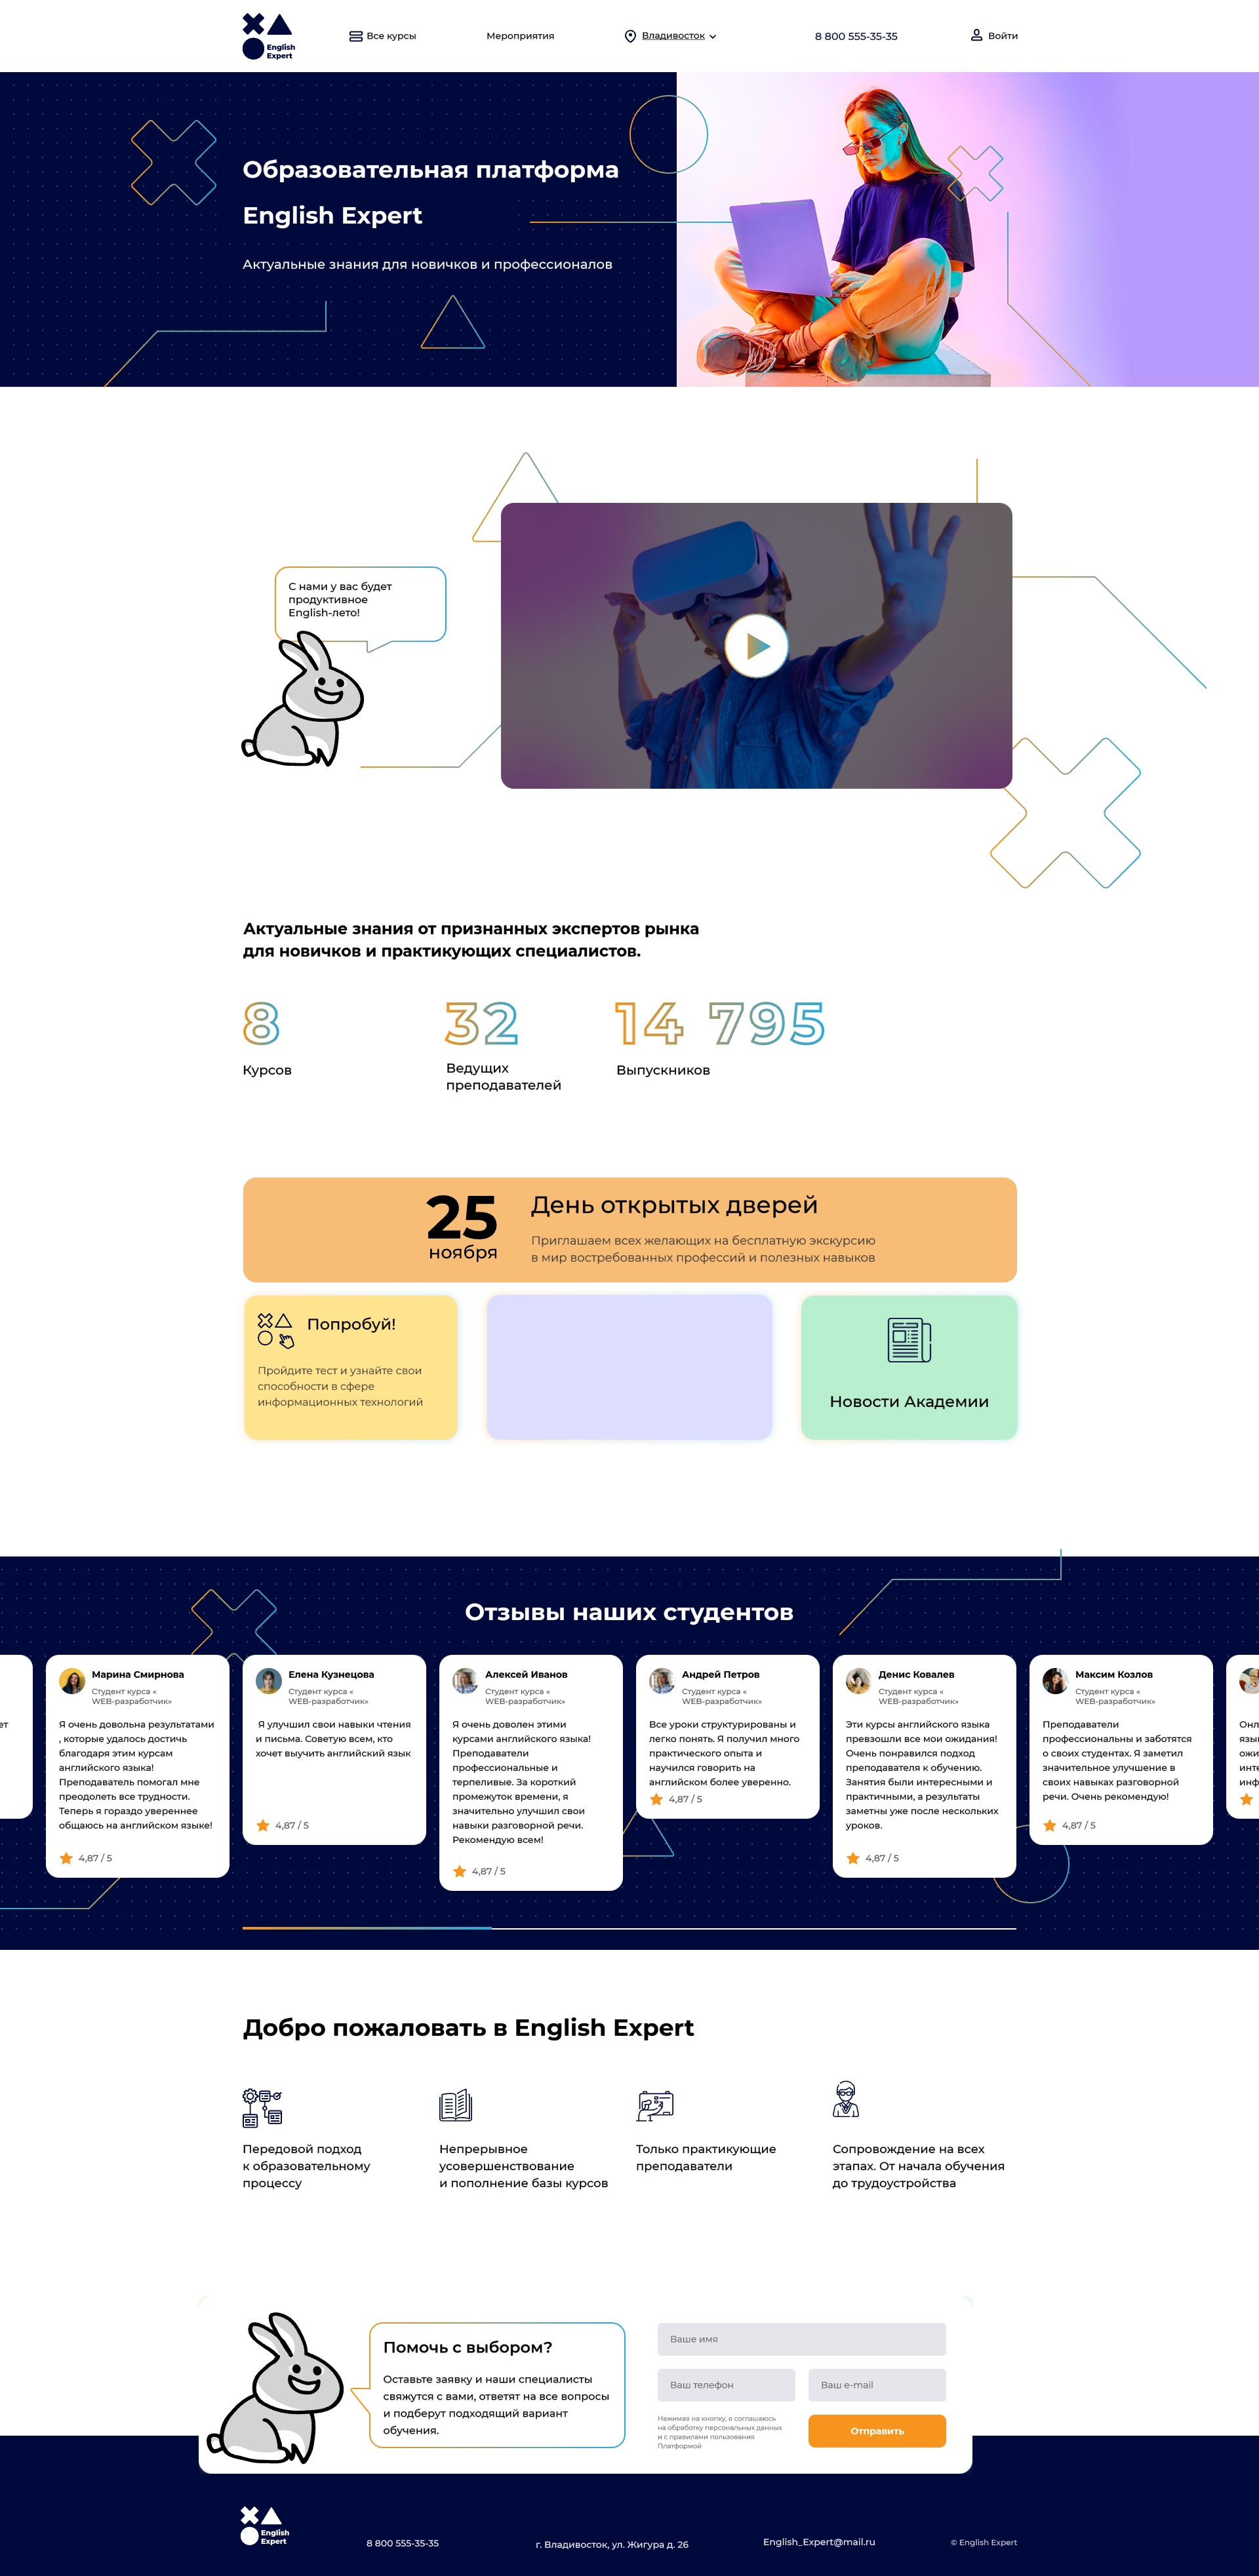 English
Expert
Все курсы
Мероприятия
Владивосток
8 800 555-35-35
Войти
Образовательная платформа
English Expert
Актуальные знания для новичков и профессионалов
С нами у вас будет
продуктивное
English-лето!
Актуальные знания от признанных экспертов рынка
для новичков и практикующих специалистов.
8
Курсов
32
Ведущих
преподавателей
14 795
Выпускников
25
ноября
День открытых дверей
Приглашаем всех желающих на бесплатную экскурсию
в мир востребованных профессий и полезных навыков
Попробуй!
Пройдите тест и узнайте свои
способности в сфере
информационных технологий
Новости Академии
Отзывы наших студентов
Марина Смирнова
Студент курса «
WEB-разработчик»
Я очень довольна результатами
, которые удалось достичь
благодаря этим курсам
английского языка!
Преподаватель помогал мне
преодолеть все трудности.
Теперь я гораздо увереннее
общаюсь на английском языке!
4,87 / 5
Елена Кузнецова
Студент курса «
WEB-разработчик»
Я улучшил свои навыки чтения
и письма. Советую всем, кто
хочет выучить английский язык
4,87 / 5
Алексей Иванов
Студент курса «
WEB-разработчик»
Я очень доволен этими
курсами английского языка!
Преподаватели
профессиональные и
терпеливые. За короткий
промежуток времени, я
значительно улучшил свои
навыки разговорной речи.
Рекомендую всем!
4,87 / 5
Андрей Петров
Студент курса «
WEB-разработчик»
Все уроки структурированы и
легко понять. Я получил много
практического опыта и
научился говорить на
английском более уверенно.
4,87 / 5
Денис Ковалев
Студент курса «
WEB-разработчик»
Эти курсы английского языка
превзошли все мои ожидания!
Очень понравился подход
преподавателя к обучению.
Занятия были интересными и
практичными, а результаты
заметны уже после нескольких
уроков.
4,87 / 5
Максим Козлов
Студент курса «
WEB-разработчик»
Преподаватели
профессиональны и заботятся
о своих студентах. Я заметил
значительное улучшение в
своих навыках разговорной
речи. Очень рекомендую!
4,87 / 5
Добро пожаловать в English Expert
Передовой подход
к образовательному
процессу
Непрерывное
усовершенствование
и пополнение базы курсов
Только практикующие
преподаватели
Сопровождение на всех
этапах. От начала обучения
до трудоустройства
Помочь с выбором?
Оставьте заявку и наши специалисты
свяжутся с вами, ответят на все вопросы
и подберут подходящий вариант
обучения.
Ваше имя
Ваш телефон
Ваш e-mail
Нажимая на кнопку, я соглашаюсь
на обработку персональных данных
и с правилами пользования
Платформой
Отправить
English
Expert
8 800 555-35-35
г. Владивосток, ул. Жигура д. 26
English_Expert@mail.ru
© English Expert